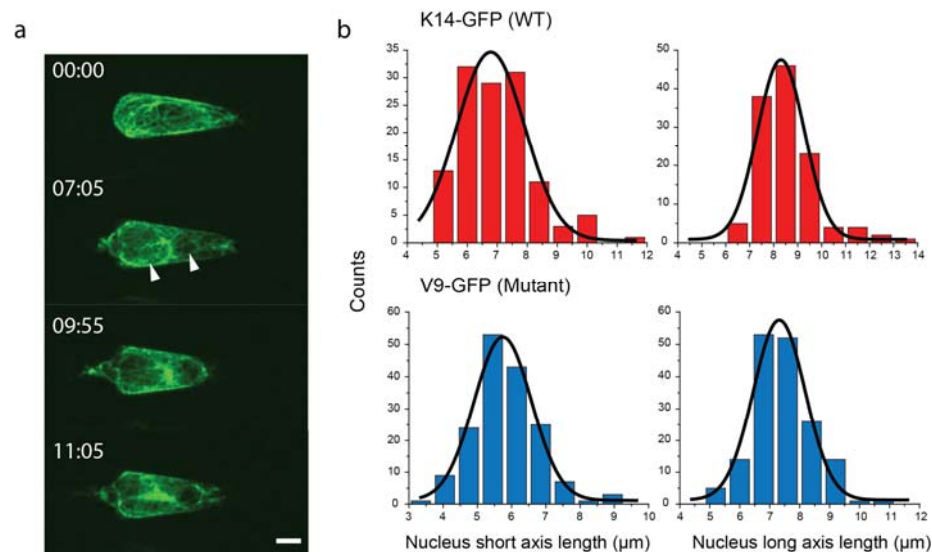 a
00:00
07:05
09:55
11:05
b
K14-GFP (WT)
35
30
25
20
15
10
5
0
4 5 6 7 8 9 10 11 12
50
40
30
20
10
0
4 5 6 7 8 9 10 11 12 13 14
Counts
V9-GFP (Mutant)
60
50
40
30
20
10
0
3 4 5 6 7 8 9 10
Nucleus short axis length (μm)
60
50
40
30
20
10
0
4 5 6 7 8 9 10 11 12
Nucleus long axis length (μm)